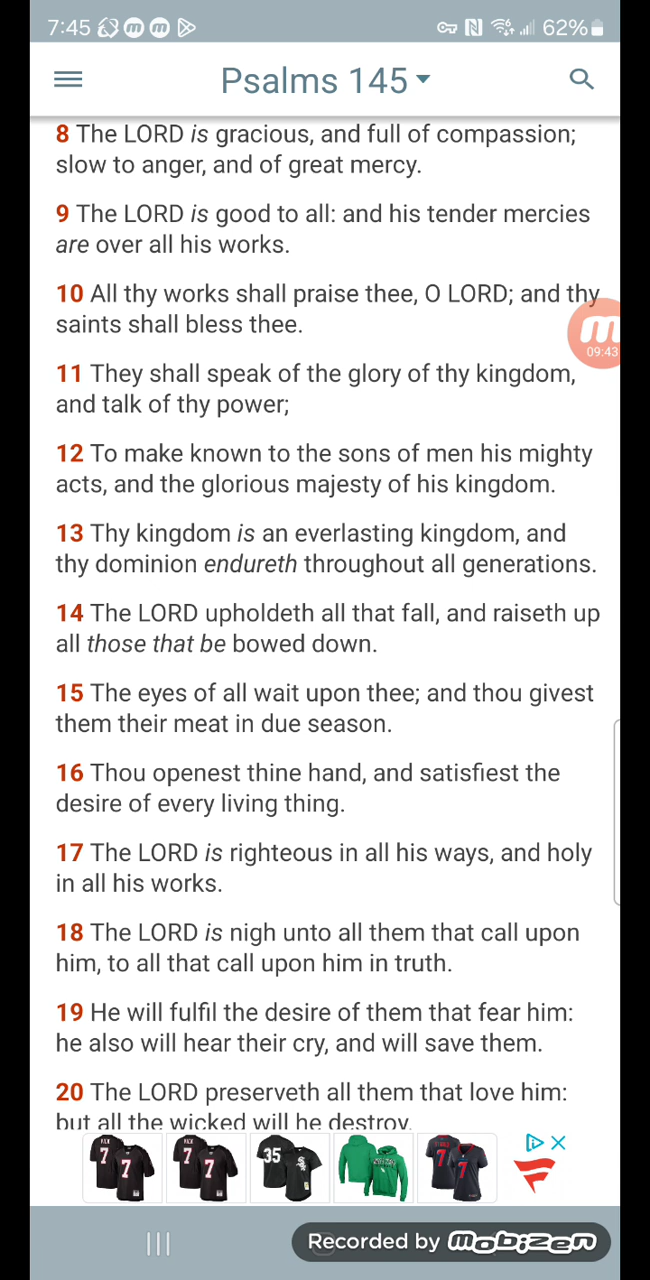 7:45
62%
Psalms 145
8 The LORD is gracious, and full of compassion;
slow to anger, and of great mercy.
9 The LORD is good to all: and his tender mercies
are over all his works.
10 All thy works shall praise thee, O LORD; and thy
saints shall bless thee.
09:43
11 They shall speak of the glory of thy kingdom,
and talk of thy power;
12 To make known to the sons of men his mighty
acts, and the glorious majesty of his kingdom.
13 Thy kingdom is an everlasting kingdom, and
thy dominion endureth throughout all generations.
14 The LORD upholdeth all that fall, and raiseth up
all those that be bowed down.
15 The eyes of all wait upon thee; and thou givest
them their meat in due season.
16 Thou openest thine hand, and satisfiest the
desire of every living thing.
17 The LORD is righteous in all his ways, and holy
in all his works.
18 The LORD is nigh unto all them that call upon
him, to all that call upon him in truth.
19 He will fulfil the desire of them that fear him:
he also will hear their cry, and will save them.
20 The LORD preserveth all them that love him:
but all the wicked will he destroy.
7 7 7 7 35 7 7
Recorded by mobizen